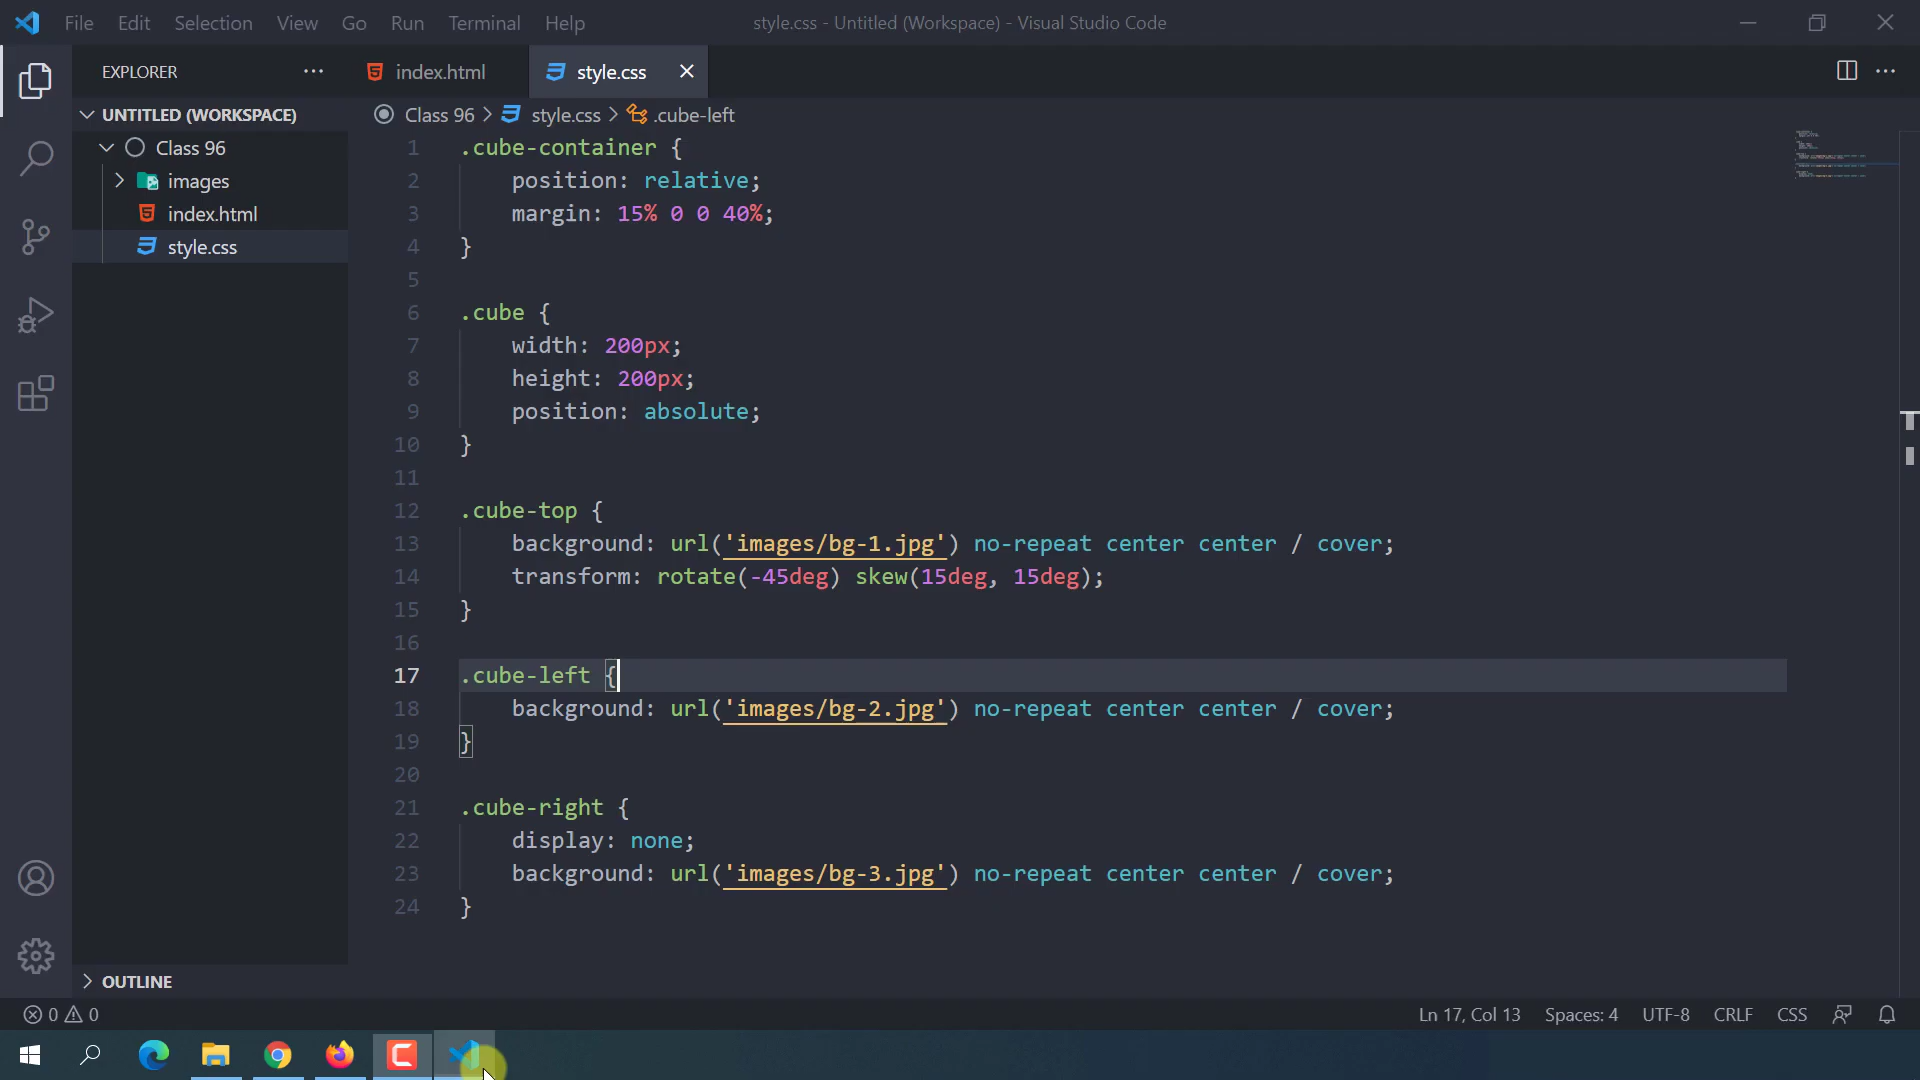 File Edit Selection View Go Run Terminal Help style.css - Untitled (Workspace) - Visual Studio Code
EXPLORER
index.html
style.css
UNTITLED (WORKSPACE)
Class 96
images
index.html
style.css
Class 96 > style.css > .cube-left
1 .cube-container {
2 position: relative;
3 margin: 15% 0 0 40%;
4 }
5
6 .cube {
7 width: 200px;
8 height: 200px;
9 position: absolute;
10 }
11
12 .cube-top {
13 background: url('images/bg-1.jpg') no-repeat center center / cover;
14 transform: rotate(-45deg) skew(15deg, 15deg);
15 }
16
17 .cube-left {
18 background: url('images/bg-2.jpg') no-repeat center center / cover;
19 }
20
21 .cube-right {
22 display: none;
23 background: url('images/bg-3.jpg') no-repeat center center / cover;
24 }
OUTLINE
0 0
Ln 17, Col 13 Spaces: 4 UTF-8 CRLF CSS